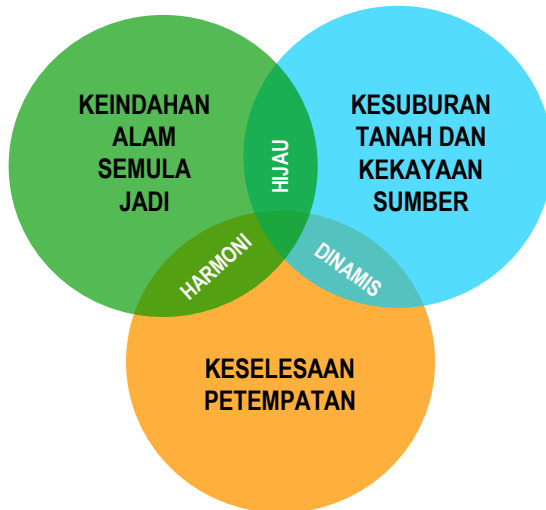 KEINDAHAN
ALAM
SEMULA
JADI
KESUBURAN
TANAH DAN
KEKAYAAN
SUMBER
HIJAU
HARMONI
DINAMIS
KESELESAAN
PETEMPATAN